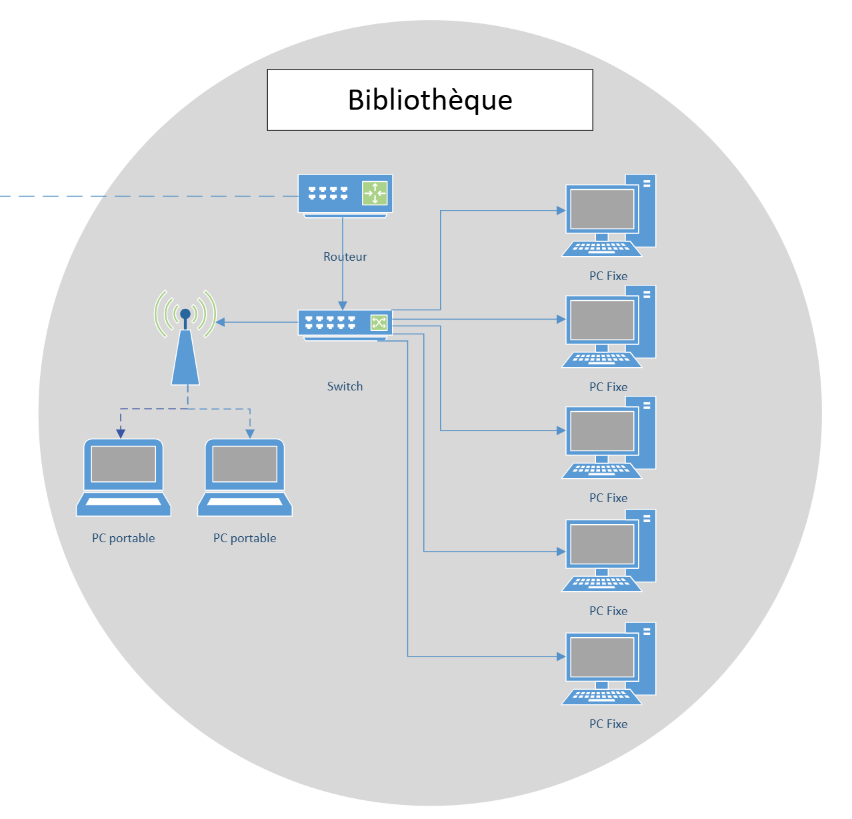 Bibliothèque
Routeur
PC Fixe
Switch
PC Fixe
PC Fixe
PC portable
PC portable
PC Fixe
PC Fixe